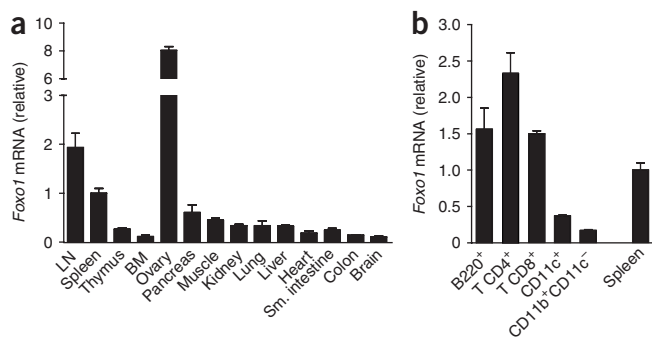 a
Foxo1 mRNA (relative)
10
8
6
3
2
1
0
LN
Spleen
Thymus
BM
Ovary
Pancreas
Muscle
Kidney
Lung
Liver
Heart
Sm. intestine
Colon
Brain
b
Foxo1 mRNA (relative)
3.0
2.5
2.0
1.5
1.0
0.5
0
B220⁺
T CD4⁺
T CD8⁺
CD11c⁺
CD11b⁺CD11c⁻
Spleen